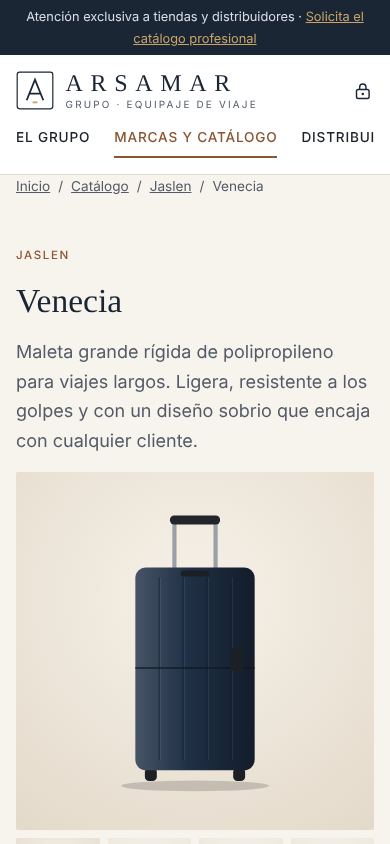 Atención exclusiva a tiendas y distribuidores · Solicita el
catálogo profesional
A
ARSAMAR
GRUPO · EQUIPAJE DE VIAJE
EL GRUPO MARCAS Y CATÁLOGO DISTRIBUI
Inicio / Catálogo / Jaslen / Venecia
JASLEN
Venecia
Maleta grande rígida de polipropileno
para viajes largos. Ligera, resistente a los
golpes y con un diseño sobrio que encaja
con cualquier cliente.